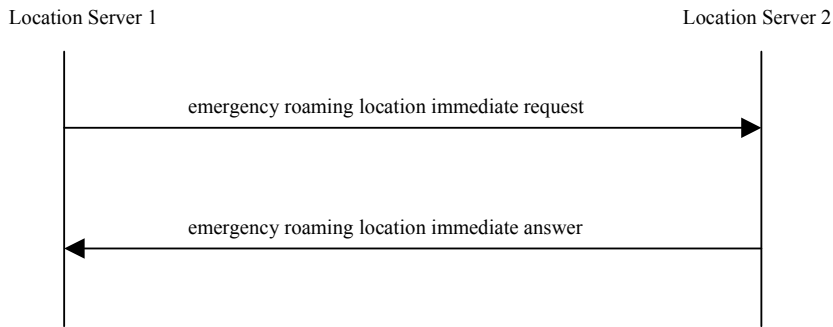 Location Server 1
Location Server 2
emergency roaming location immediate request
emergency roaming location immediate answer